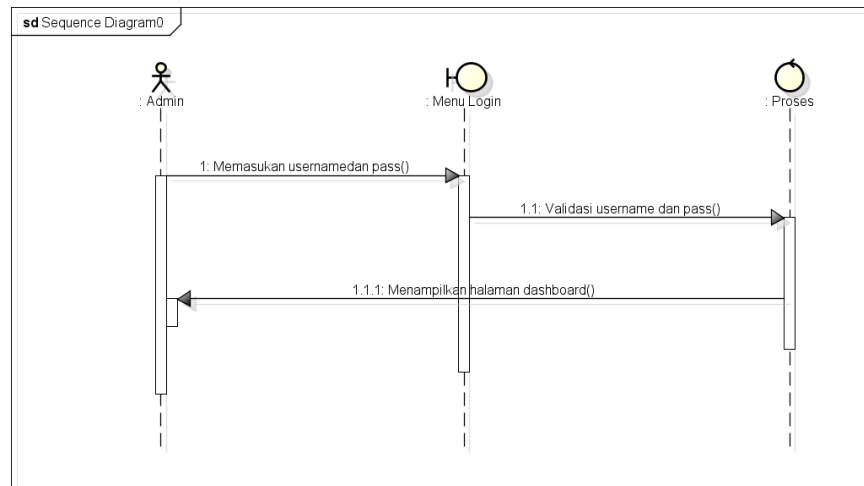 sd Sequence Diagram0
: Admin
: Menu Login
: Proses
1: Memasukan usernamedan pass()
1.1: Validasi username dan pass()
1.1.1: Menampilkan halaman dashboard()